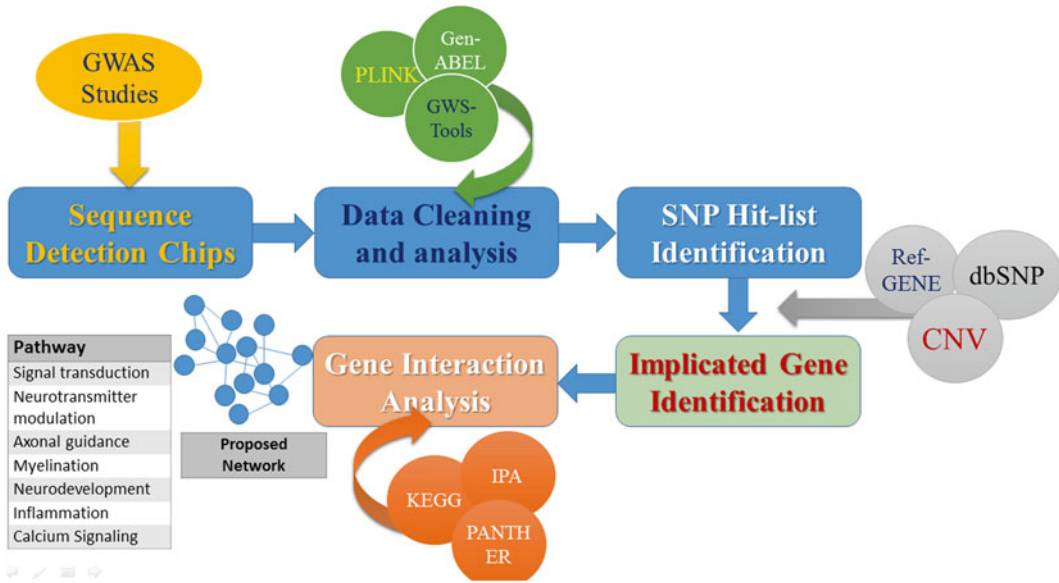 GWAS
Studies
PLINK
Gen-
ABEL
GWS-
Tools
Sequence
Detection Chips
Data Cleaning
and analysis
SNP Hit-list
Identification
Ref-
GENE
dbSNP
CNV
Implicated Gene
Identification
Gene Interaction
Analysis
KEGG
IPA
PANTH
ER
Proposed
Network
Pathway
Signal transduction
Neurotransmitter
modulation
Axonal guidance
Myelination
Neurodevelopment
Inflammation
Calcium Signaling